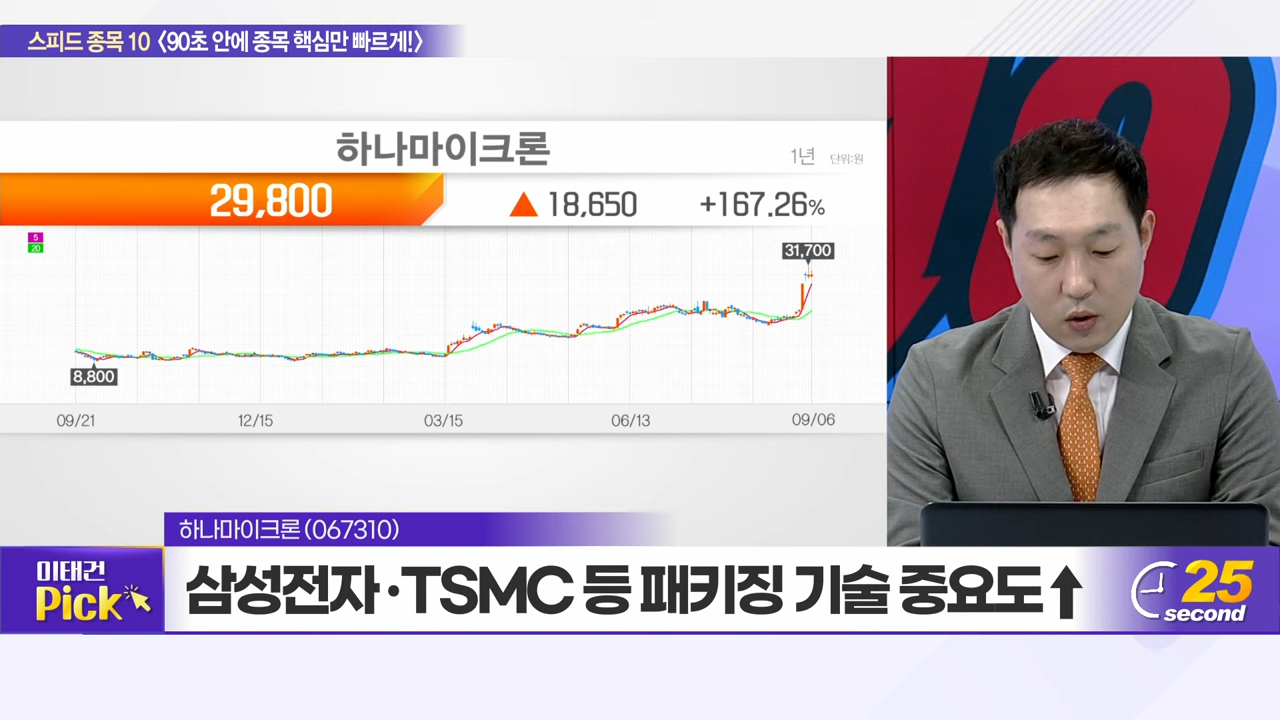 스피드 종목 10 〈90초 안에 종목 핵심만 빠르게!〉
하나마이크론
1년 단위:원
29,800 ▲ 18,650 +167.26%
5
20
31,700
8,800
09/21 12/15 03/15 06/13 09/06
하나마이크론 (067310)
이태건
Pick
삼성전자·TSMC 등 패키징 기술 중요도↑
25
second